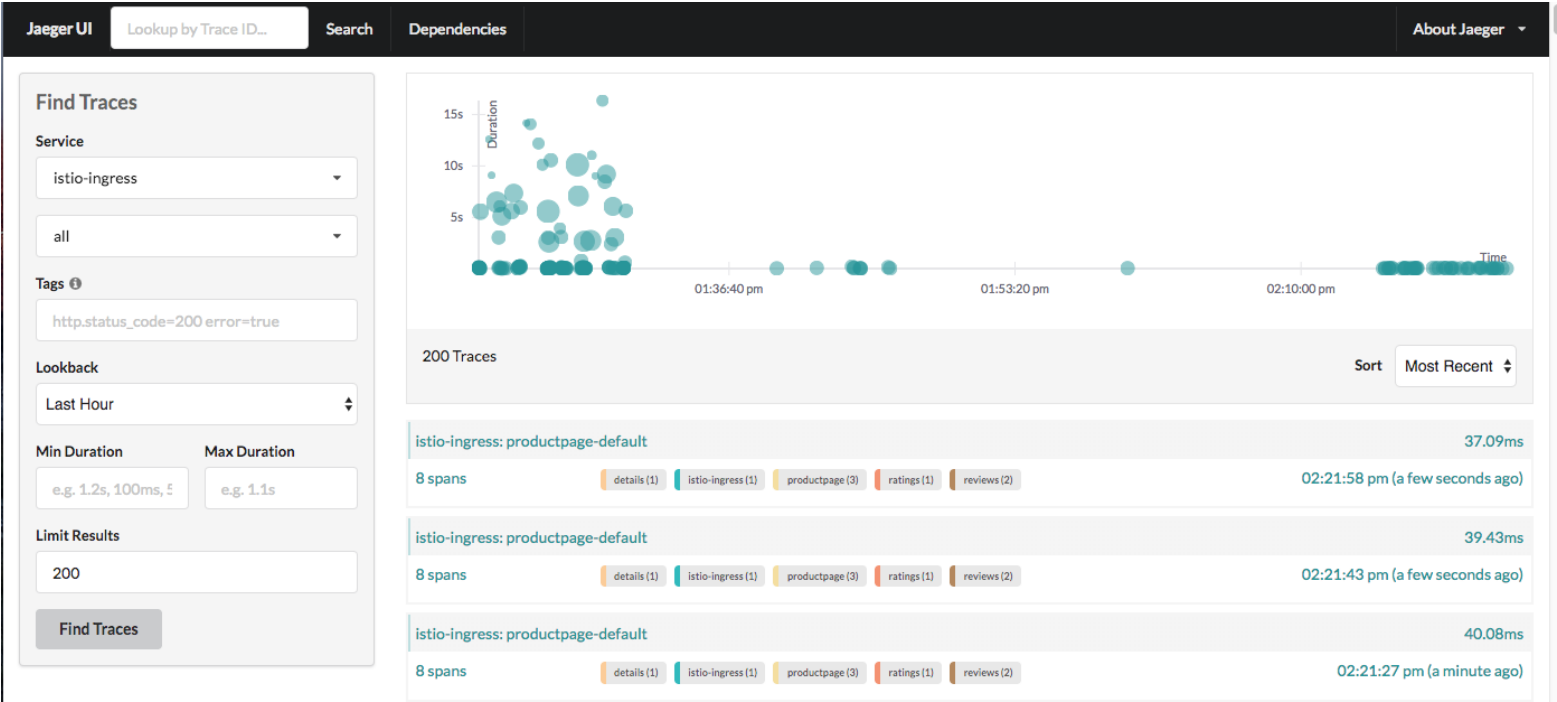 Jaeger UI Lookup by Trace ID... Search Dependencies About Jaeger
Find Traces
Service
istio-ingress
all
Tags
http.status_code=200 error=true
Lookback
Last Hour
Min Duration Max Duration
e.g. 1.2s, 100ms, 5 e.g. 1.1s
Limit Results
200
Find Traces
Duration
15s
10s
5s
Time
01:36:40 pm 01:53:20 pm 02:10:00 pm
200 Traces Sort Most Recent
istio-ingress: productpage-default 37.09ms
8 spans details (1) istio-ingress (1) productpage (3) ratings (1) reviews (2) 02:21:58 pm (a few seconds ago)
istio-ingress: productpage-default 39.43ms
8 spans details (1) istio-ingress (1) productpage (3) ratings (1) reviews (2) 02:21:43 pm (a few seconds ago)
istio-ingress: productpage-default 40.08ms
8 spans details (1) istio-ingress (1) productpage (3) ratings (1) reviews (2) 02:21:27 pm (a minute ago)